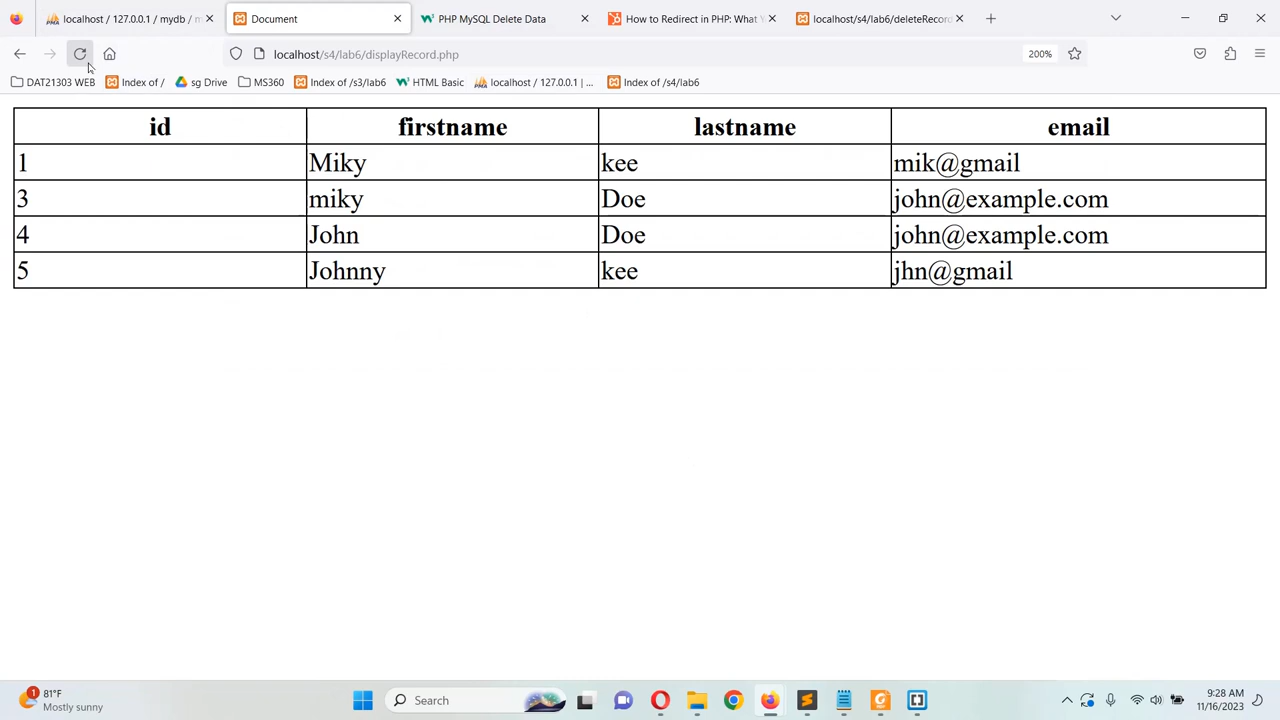 localhost / 127.0.0.1 / mydb / m
Document
PHP MySQL Delete Data
How to Redirect in PHP: What Y
localhost/s4/lab6/deleteRecord.
localhost/s4/lab6/displayRecord.php
200%
DAT21303 WEB
Index of /
sg Drive
MS360
Index of /s3/lab6
HTML Basic
localhost / 127.0.0.1 | ...
Index of /s4/lab6
id firstname lastname email
1 Miky kee mik@gmail
3 miky Doe john@example.com
4 John Doe john@example.com
5 Johnny kee jhn@gmail
1
81°F
Mostly sunny
Search
9:28 AM
11/16/2023